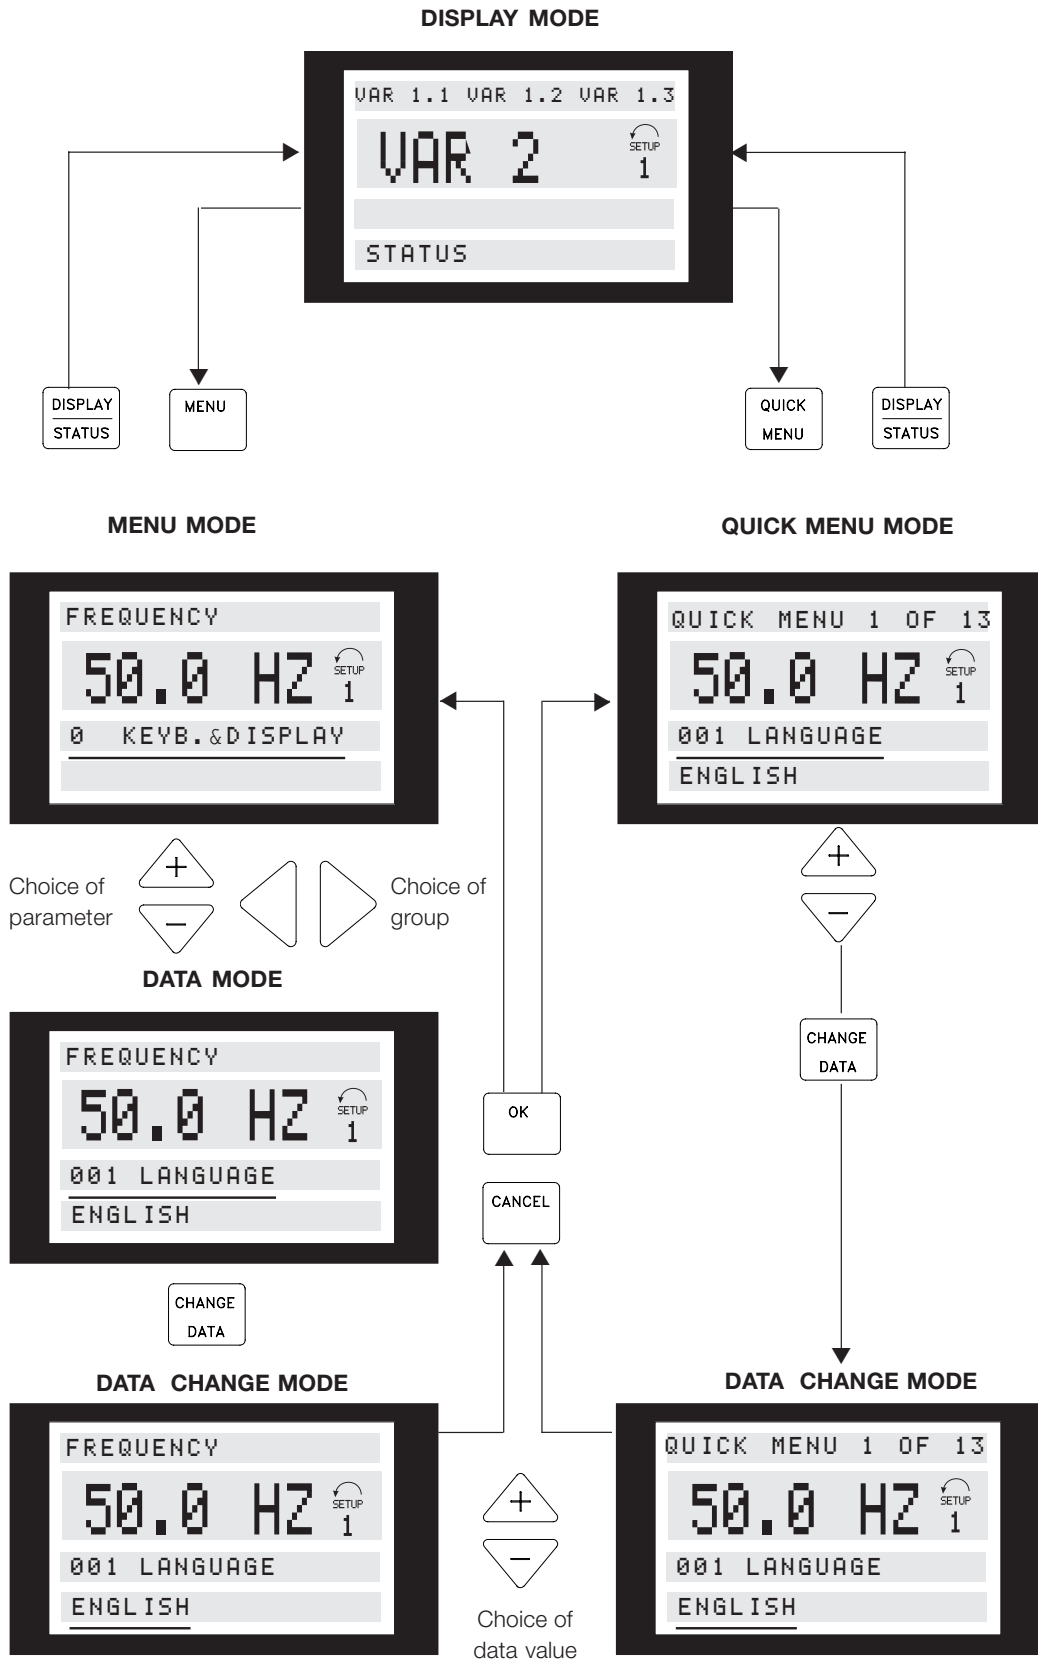 DISPLAY MODE
VAR 1.1 VAR 1.2 VAR 1.3
VAR 2
SETUP
1
STATUS
DISPLAY
STATUS
MENU
QUICK
MENU
DISPLAY
STATUS
MENU MODE
FREQUENCY
50.0 HZ
SETUP
1
0 KEYB.&DISPLAY
QUICK MENU MODE
QUICK MENU 1 OF 13
50.0 HZ
SETUP
1
001 LANGUAGE
ENGLISH
Choice of
parameter
+
−
Choice of
group
+
−
DATA MODE
FREQUENCY
50.0 HZ
SETUP
1
001 LANGUAGE
ENGLISH
CHANGE
DATA
OK
CANCEL
CHANGE
DATA
DATA CHANGE MODE
FREQUENCY
50.0 HZ
SETUP
1
001 LANGUAGE
ENGLISH
+
−
Choice of
data value
DATA CHANGE MODE
QUICK MENU 1 OF 13
50.0 HZ
SETUP
1
001 LANGUAGE
ENGLISH